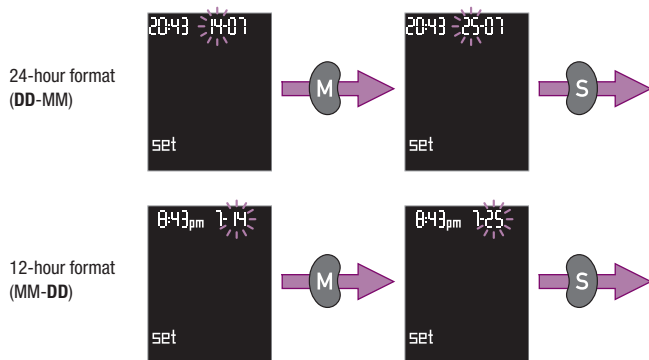 20:43 14-07
25-07
24-hour format
(DD-MM)
M
20:43
S
set
set
8:43pm 7-14
8:43pm 7-25
12-hour format
(MM-DD)
M
S
set
set